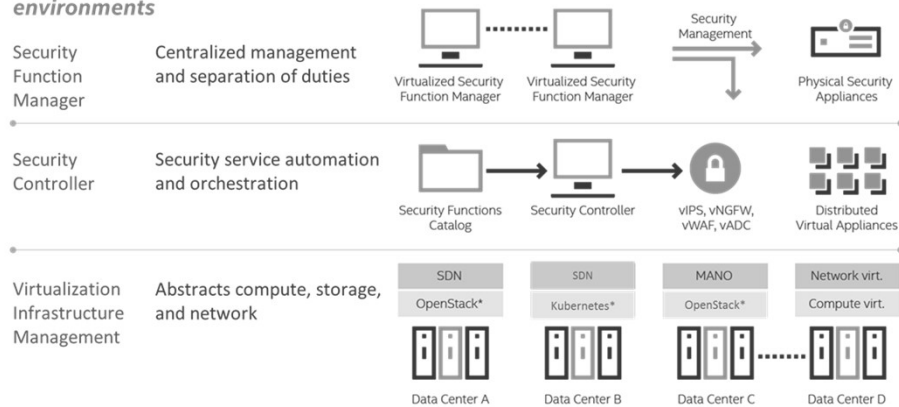 environments
Security
Function
Manager
Centralized management
and separation of duties
Virtualized Security
Function Manager
Virtualized Security
Function Manager
Security
Management
Physical Security
Appliances
Security
Controller
Security service automation
and orchestration
Security Functions
Catalog
Security Controller
vIPS, vNGFW,
vWAF, vADC
Distributed
Virtual Appliances
Virtualization
Infrastructure
Management
Abstracts compute, storage,
and network
SDN
OpenStack*
Data Center A
SDN
Kubernetes*
Data Center B
MANO
OpenStack*
Data Center C
Network virt.
Compute virt.
Data Center D